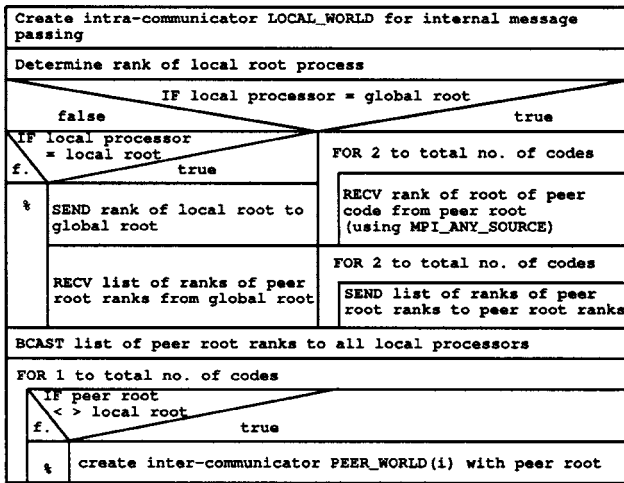 Create intra-communicator LOCAL_WORLD for internal message
passing
Determine rank of local root process
IF local processor = global root
false
true
IF local processor
= local root
f.
true
%
SEND rank of local root to
global root
RECV list of ranks of peer
root ranks from global root
FOR 2 to total no. of codes
RECV rank of root of peer
code from peer root
(using MPI_ANY_SOURCE)
FOR 2 to total no. of codes
SEND list of ranks of peer
root ranks to peer root ranks
BCAST list of peer root ranks to all local processors
FOR 1 to total no. of codes
IF peer root
< > local root
f.
true
%
create inter-communicator PEER_WORLD(i) with peer root